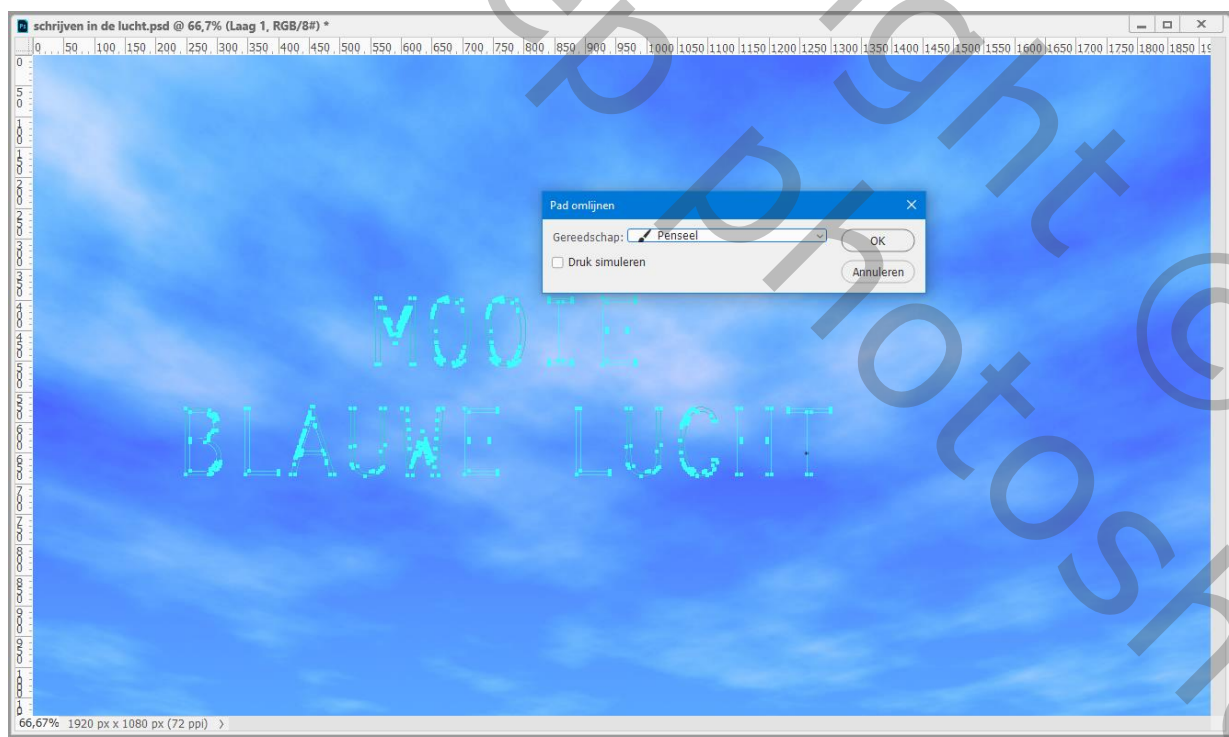 schrijven in de lucht.psd @ 66,7% (Laag 1, RGB/8#) *
0 50 100 150 200 250 300 350 400 450 500 550 600 650 700 750 800 850 900 950 1000 1050 1100 1150 1200 1250 1300 1350 1400 1450 1500 1550 1600 1650 1700 1750 1800 1850
Pad omlijnen
Gereedschap: Penseel
OK
Druk simuleren
Annuleren
MOOIE
BLAUWE LUCHT
66,67% 1920 px x 1080 px (72 ppi)
©
photosh